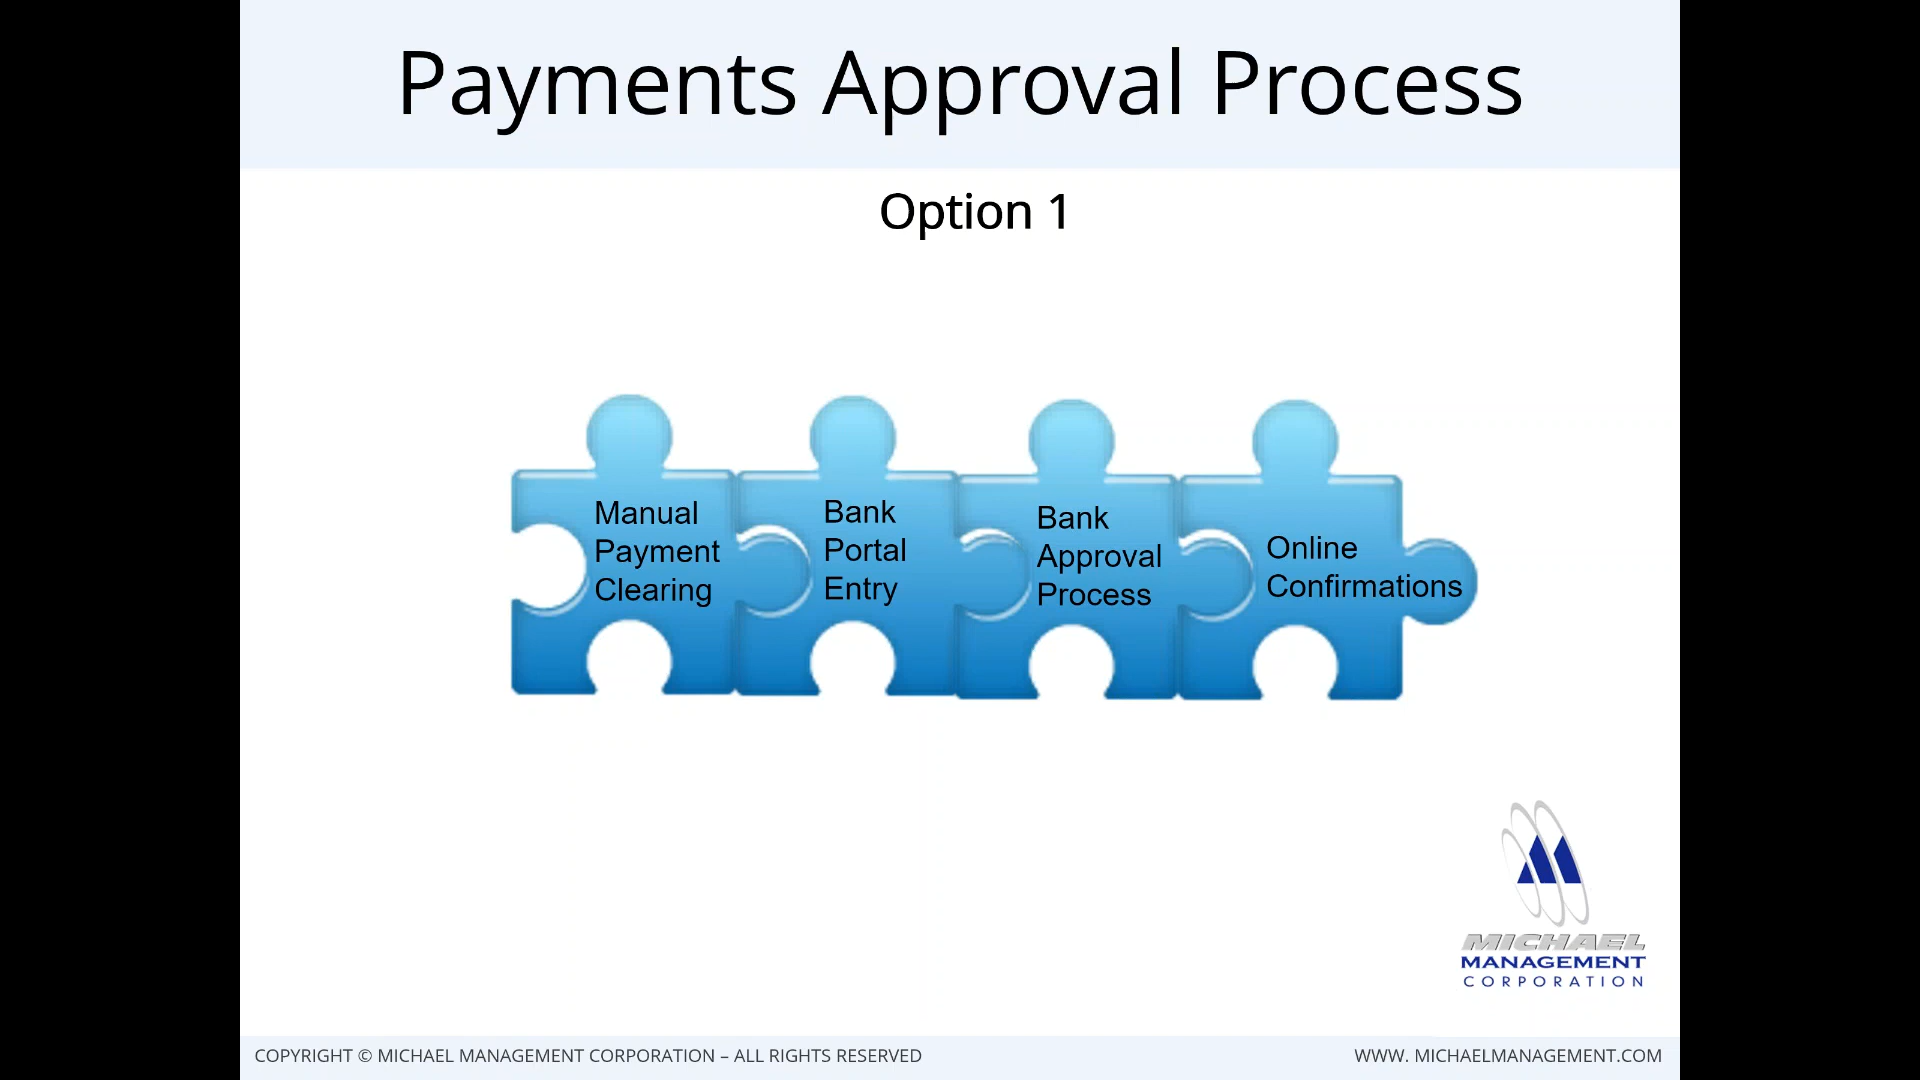 Payments Approval Process
Option 1
Manual
Payment
Clearing
Bank
Portal
Entry
Bank
Approval
Process
Online
Confirmations
MICHAEL
MANAGEMENT
CORPORATION
COPYRIGHT © MICHAEL MANAGEMENT CORPORATION – ALL RIGHTS RESERVED
WWW. MICHAELMANAGEMENT.COM